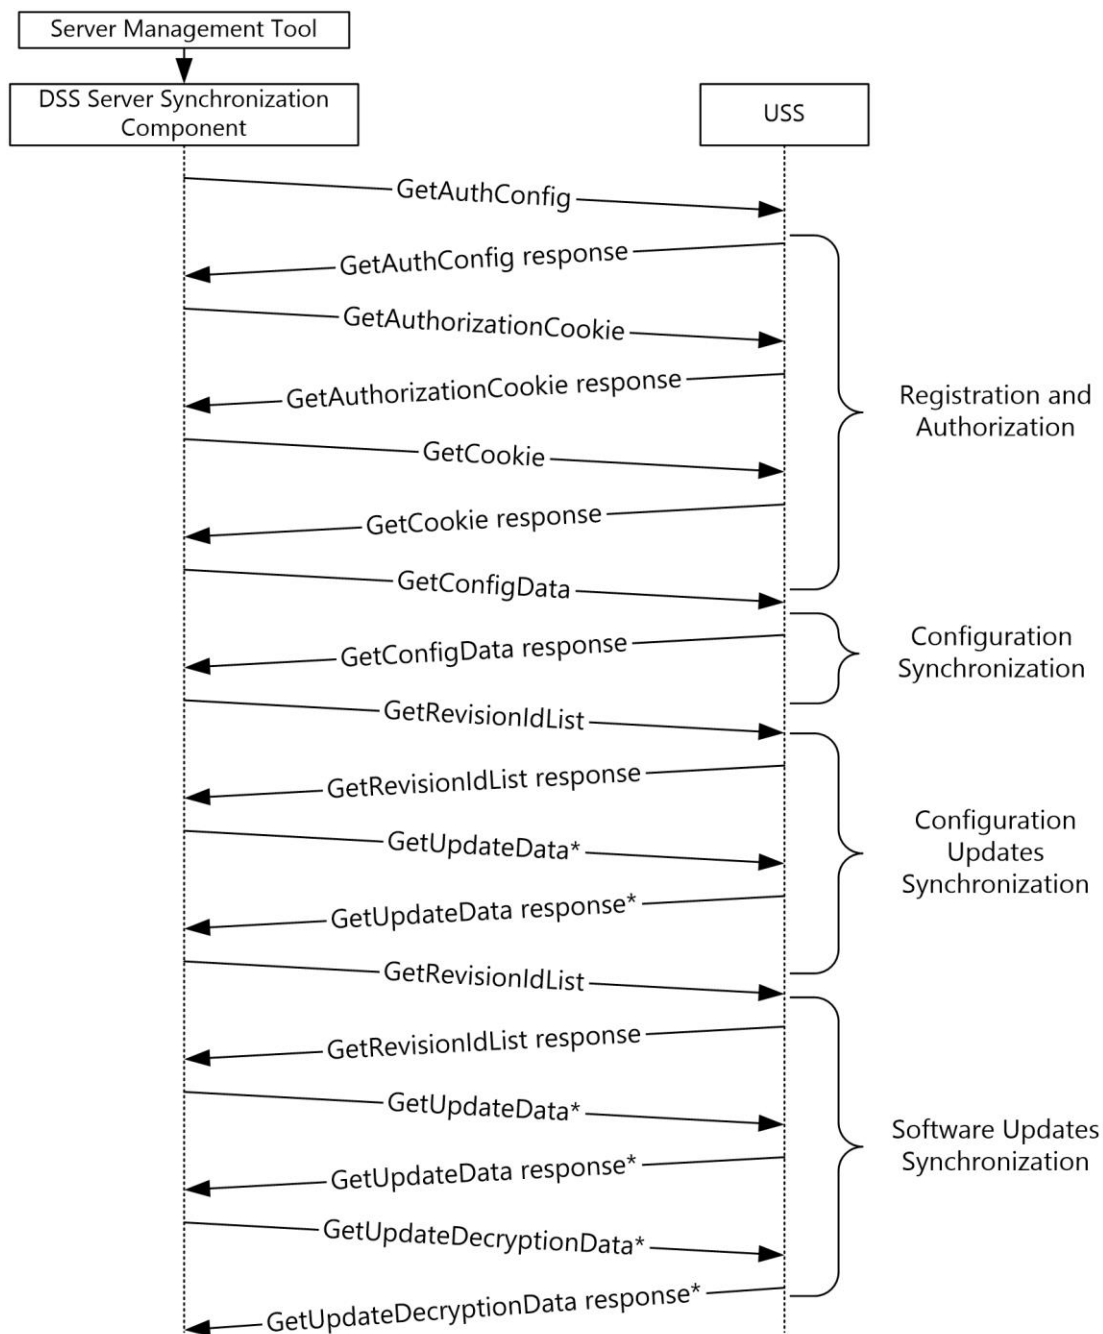 Server Management Tool
DSS Server Synchronization
Component
USS
GetAuthConfig
GetAuthConfig response
GetAuthorizationCookie
GetAuthorizationCookie response
GetCookie
GetCookie response
GetConfigData
Registration and
Authorization
GetConfigData response
Configuration
Synchronization
GetRevisionIdList
GetRevisionIdList response
GetUpdateData*
GetUpdateData response*
Configuration
Updates
Synchronization
GetRevisionIdList
GetRevisionIdList response
GetUpdateData*
GetUpdateData response*
GetUpdateDecryptionData*
GetUpdateDecryptionData response*
Software Updates
Synchronization